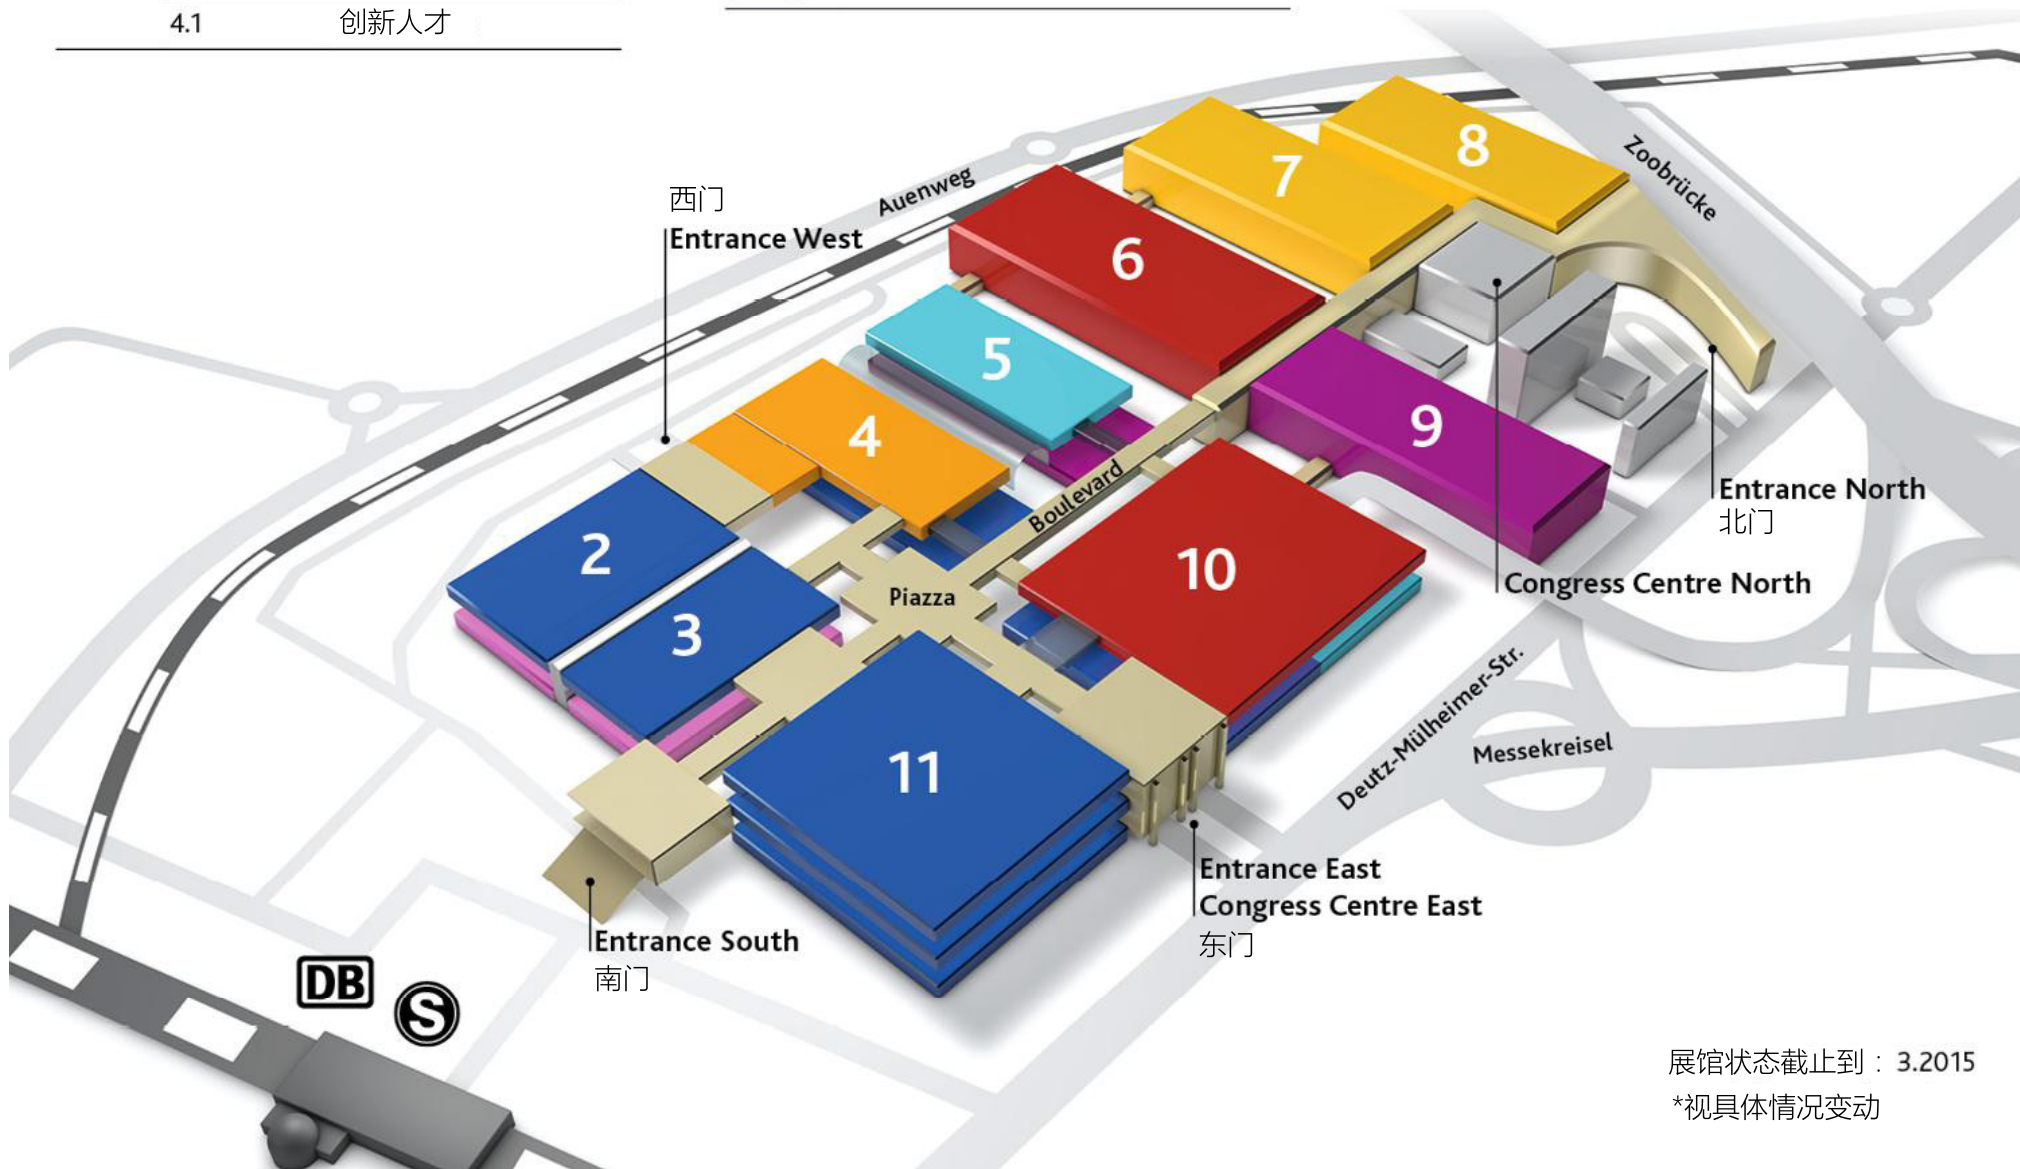 4.1 创新人才
8
Zoobrücke
7
Auenweg
西门
Entrance West
6
5
4
9
Boulevard
Entrance North
北门
2
10
Congress Centre North
Piazza
3
Deutz-Mülheimer-Str.
Messekreisel
11
Entrance East
Congress Centre East
东门
Entrance South
南门
DB
S
展馆状态截止到：3.2015
*视具体情况变动